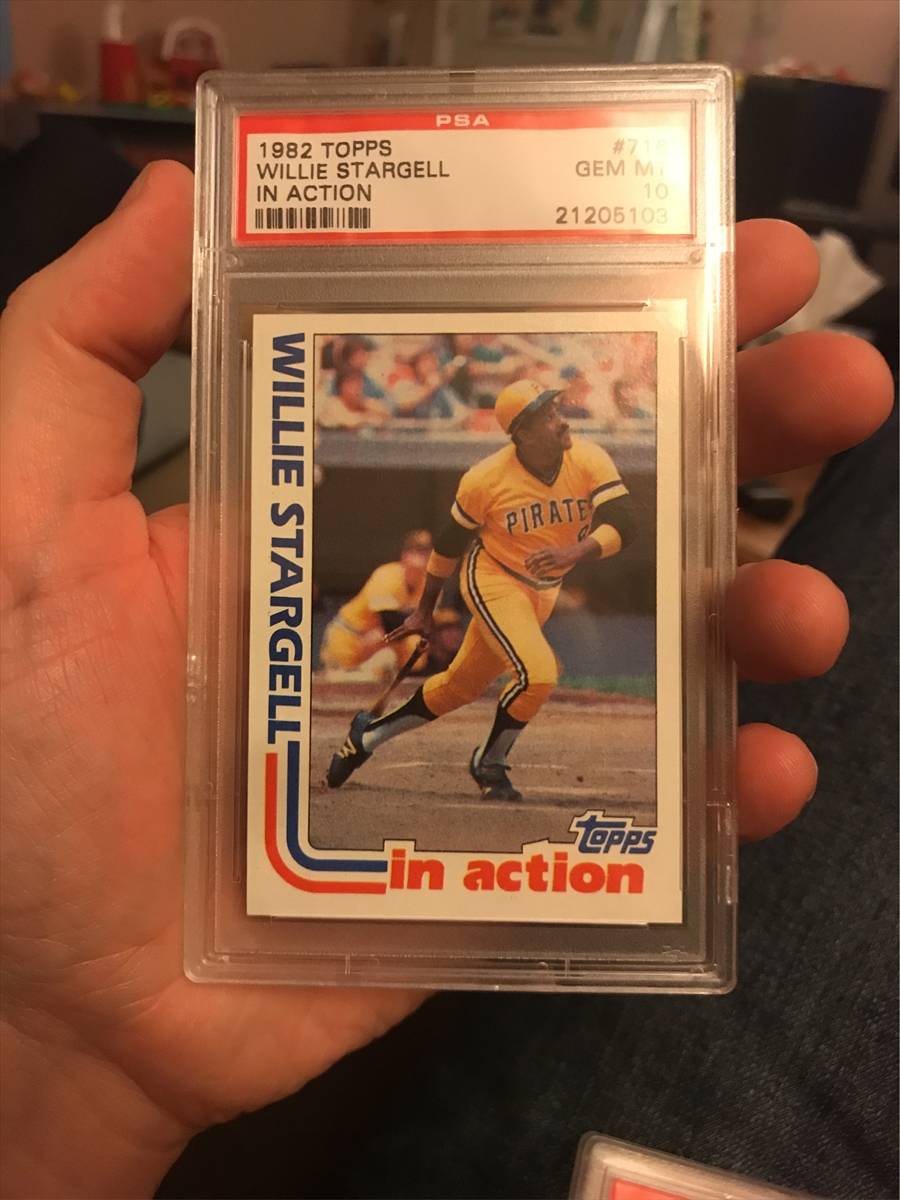 PSA
1982 TOPPS
WILLIE STARGELL
IN ACTION
GEM MT
10
21205103
WILLIE STARGELL
PIRATE
topps
in action